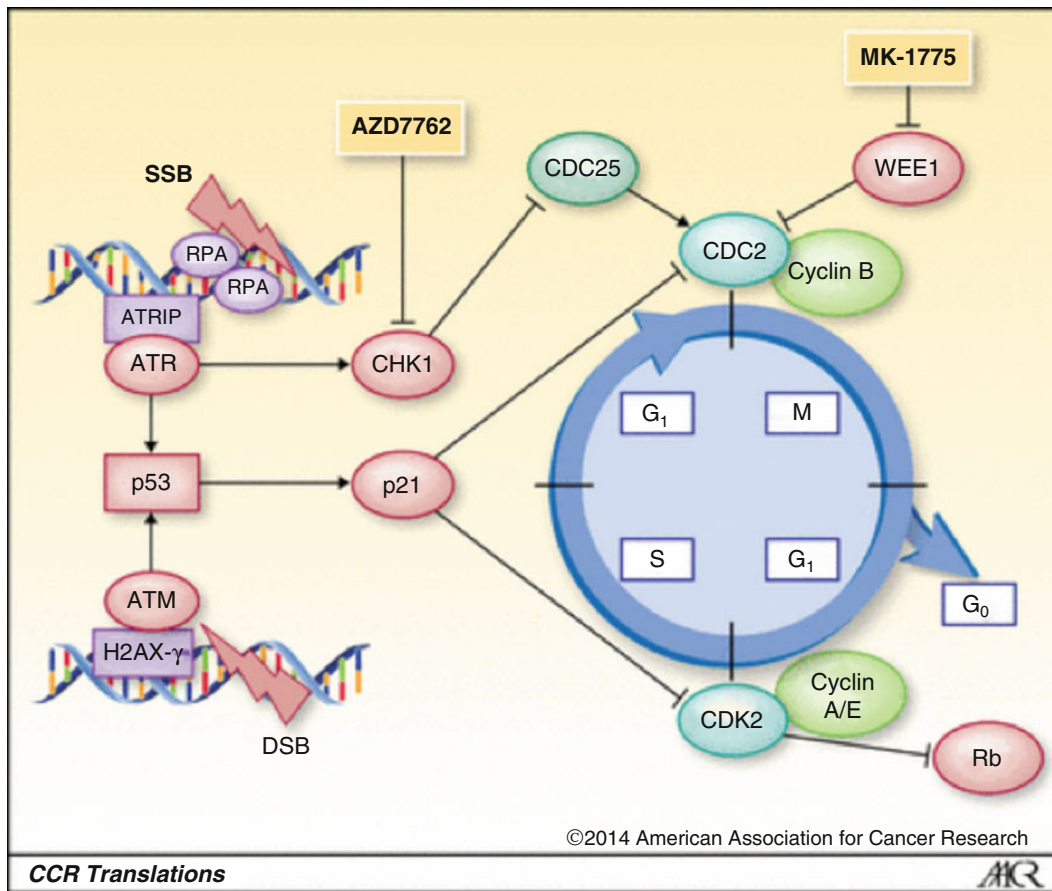 MK-1775
AZD7762
SSB
CDC25
WEE1
RPA
CDC2
Cyclin B
RPA
ATRIP
ATR
CHK1
G₁
M
p53
p21
S
G₁
ATM
G₀
H2AX-γ
Cyclin
A/E
CDK2
DSB
Rb
©2014 American Association for Cancer Research
CCR Translations
AACR